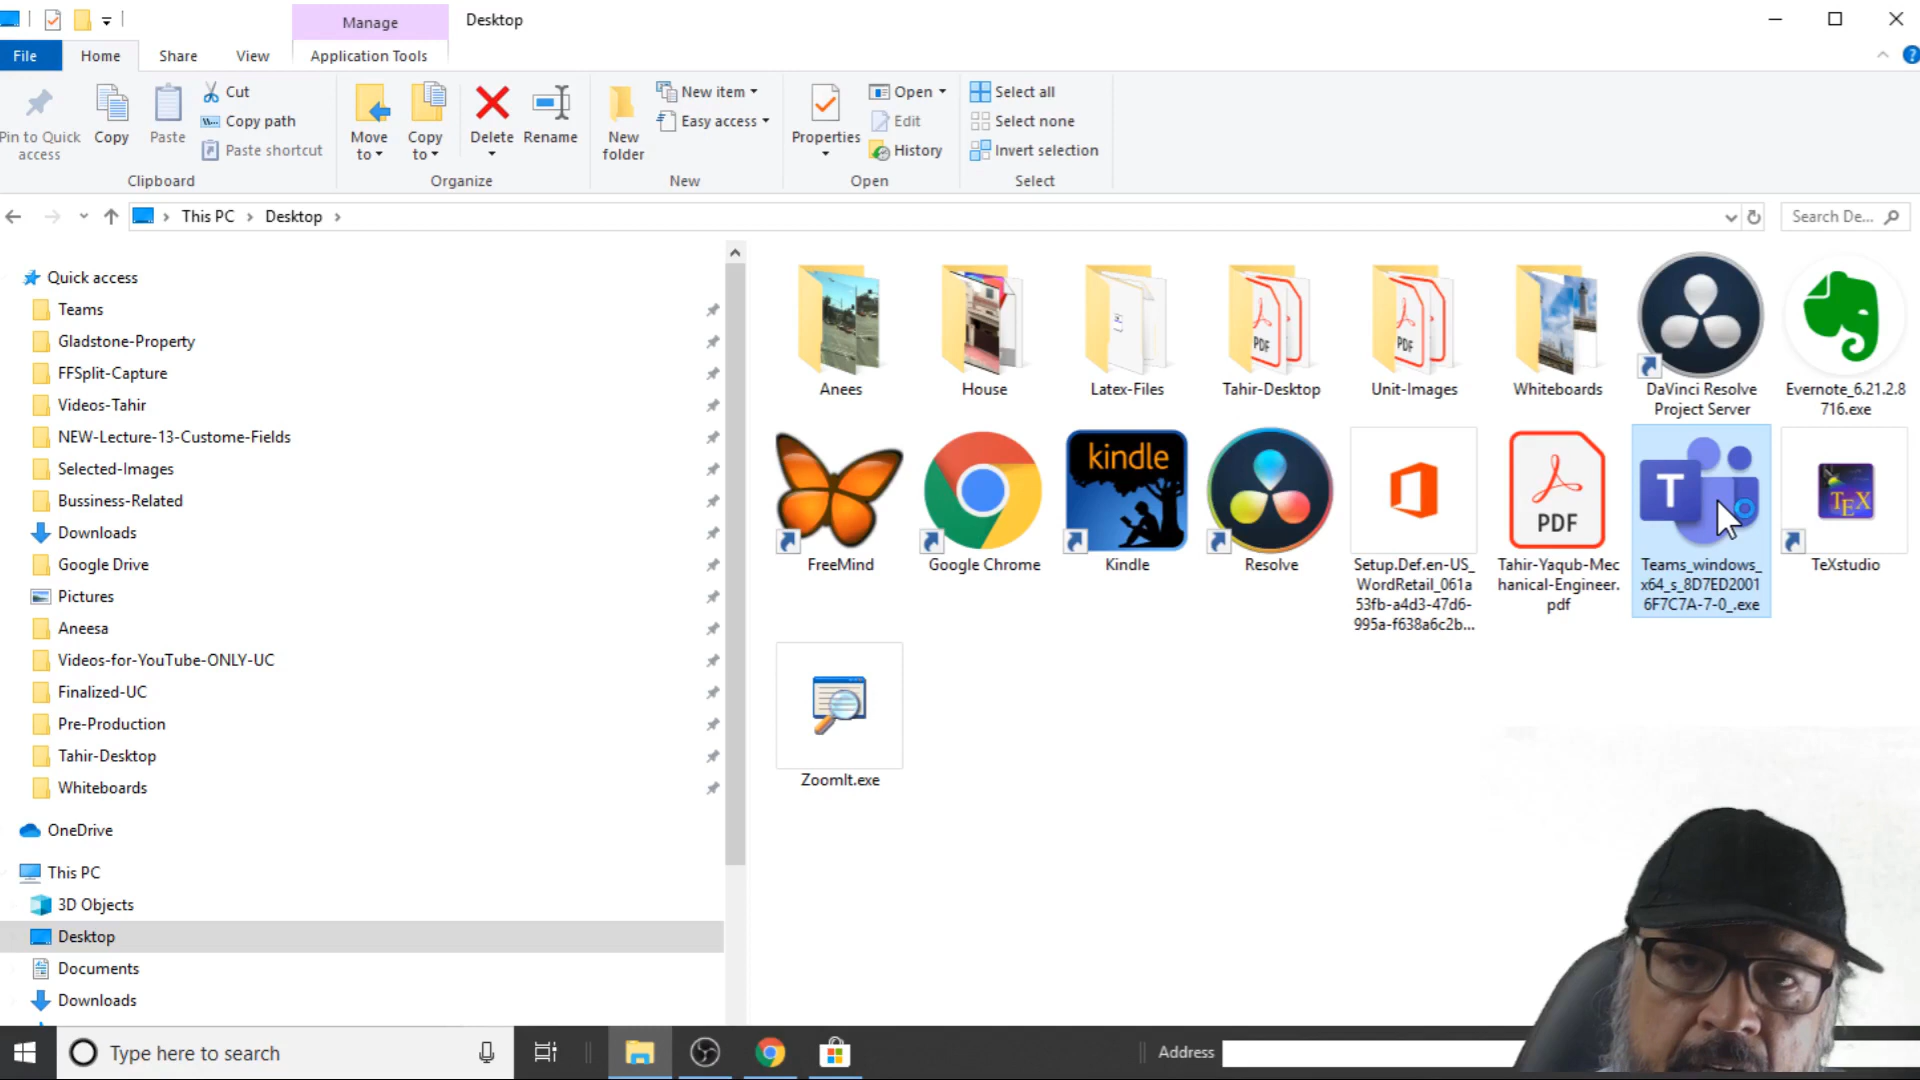 Manage
Desktop
File
Home
Share
View
Application Tools
Pin to Quick
access
Copy
Paste
Cut
Copy path
Paste shortcut
Clipboard
Move
to
Copy
to
Delete
Rename
Organize
New
folder
New item
Easy access
New
Properties
Open
Edit
History
Open
Select all
Select none
Invert selection
Select
This PC
Desktop
Search De...
Quick access
Teams
Gladstone-Property
FFSplit-Capture
Videos-Tahir
NEW-Lecture-13-Custome-Fields
Selected-Images
Bussiness-Related
Downloads
Google Drive
Pictures
Aneesa
Videos-for-YouTube-ONLY-UC
Finalized-UC
Pre-Production
Tahir-Desktop
Whiteboards
OneDrive
This PC
3D Objects
Desktop
Documents
Downloads
PDF
PDF
Anees
House
Latex-Files
Tahir-Desktop
Unit-Images
Whiteboards
DaVinci Resolve
Project Server
Evernote_6.21.2.8
716.exe
kindle
PDF
T
TEX
FreeMind
Google Chrome
Kindle
Resolve
Setup.Def.en-US_
WordRetail_061a
53fb-a4d3-47d6-
995a-f638a6c2b...
Tahir-Yaqub-Mec
hanical-Engineer.
pdf
Teams_windows_
x64_s_8D7ED2001
6F7C7A-7-0_.exe
TeXstudio
ZoomIt.exe
Type here to search
Address